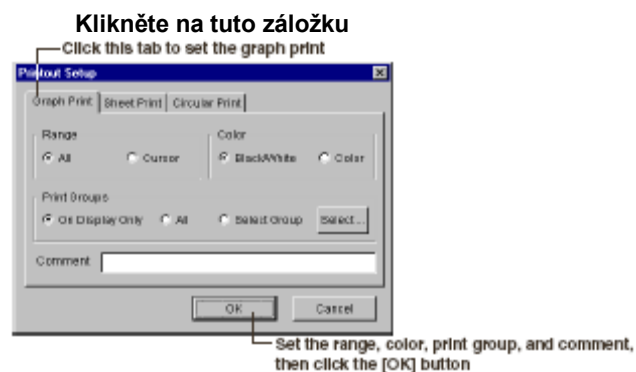 Klikněte na tuto záložku
Click this tab to set the graph print
Printout Setup
Graph Print Sheet Print Circular Print
Range Color
All Cursor Black/White Color
Print Groups
On Display Only All Select Group Select...
Comment
OK Cancel
Set the range, color, print group, and comment,
then click the [OK] button